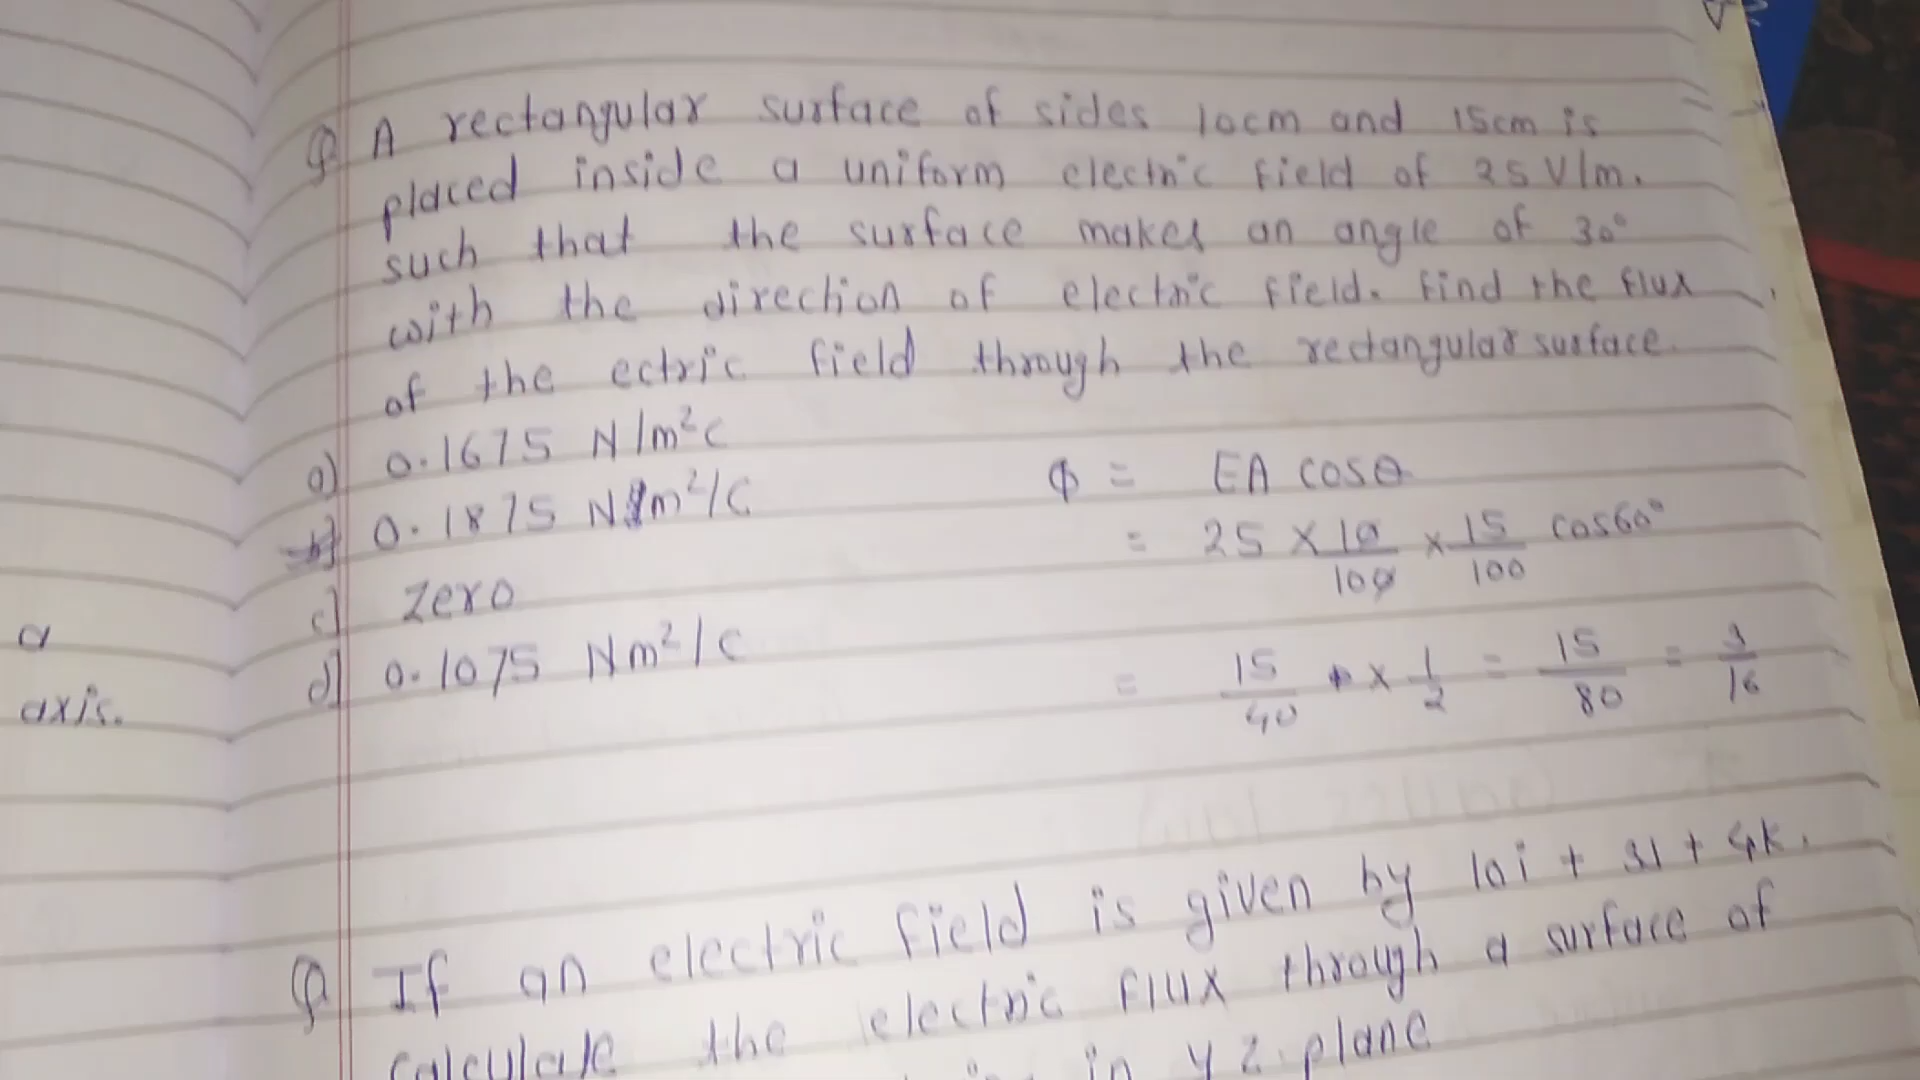 Q. A rectangular surface of sides 10cm and 15cm is
placed inside a uniform electric field of 25 V/m.
such that the surface makes an angle of 30°
with the direction of electric field. Find the flux
of the ectric field through the rectangular surface.
a) 0.1675 N/m²C
b) 0.1875 Nm²/C
c) zero
d) 0.1075 Nm²/C
Φ = EA cosθ
= 25 × 10/100 × 15/100 cos60°
= 15/40 × 1/2 = 15/80 = 3/16
a
axis.
Q If an electric field is given by 10i + 3j + 4k.
calculate the electric flux through a surface of
in yz plane